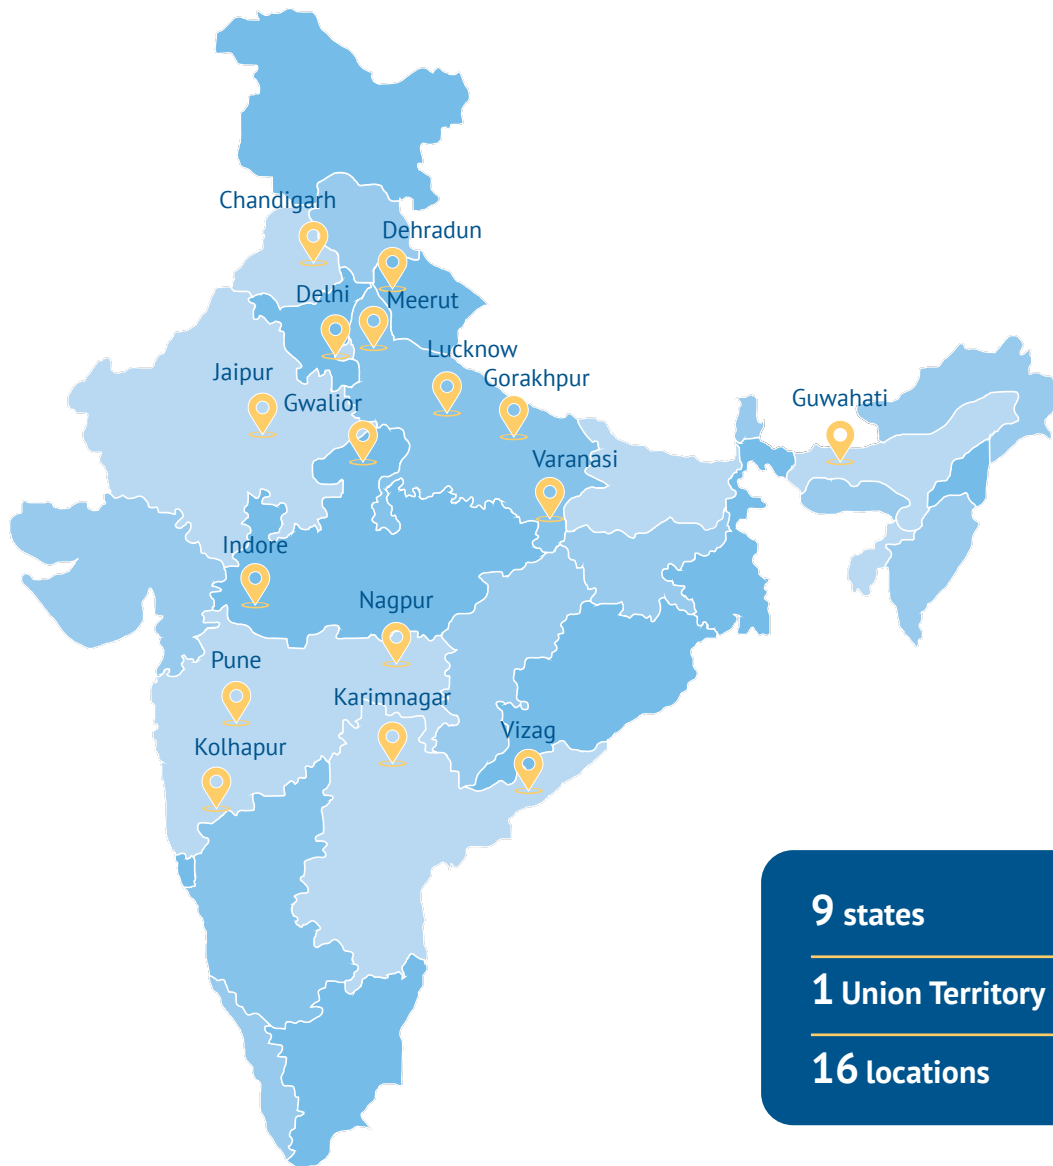 Chandigarh
Dehradun
Delhi
Meerut
Lucknow
Jaipur
Gorakhpur
Gwalior
Guwahati
Varanasi
Indore
Nagpur
Pune
Karimnagar
Vizag
Kolhapur
9 states
1 Union Territory
16 locations